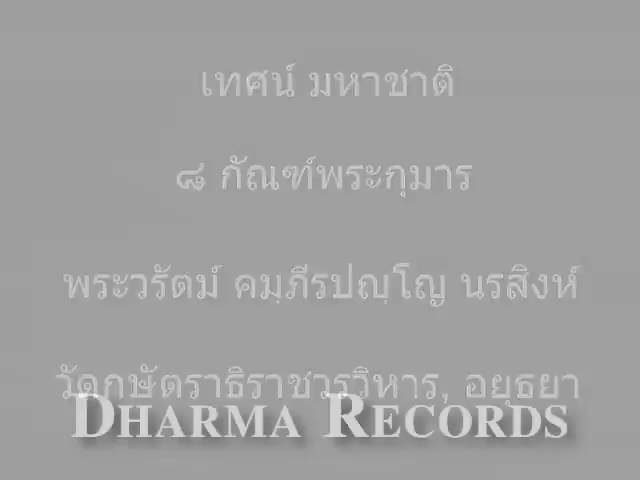 เทศน์ มหาชาติ
๘ กัณฑ์พระกุมาร
พระวรัตม์ คมฺภีรปญฺโญ นรสิงห์
วัดกษัตราธิราชวรวิหาร, อยุธยา
DHARMA RECORDS